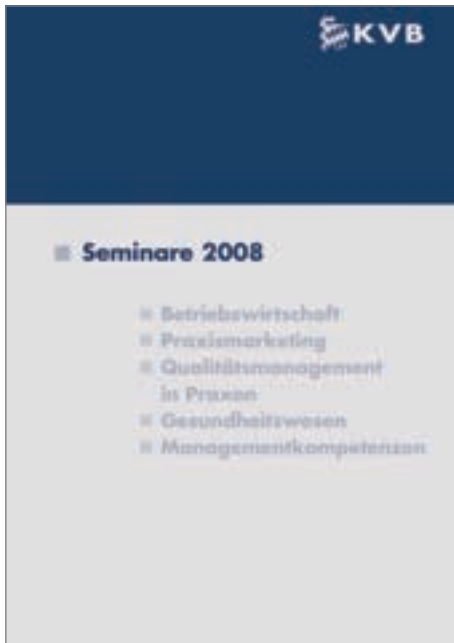 KVB
Seminare 2008
Betriebswirtschaft
Praxismarketing
Qualitätsmanagement
in Praxen
Gesundheitswesen
Managementkompetenzen